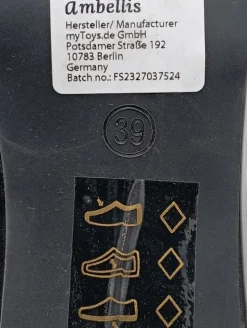 Ambellis
Hersteller/ Manufacturer
myToys.de GmbH
Potsdamer Straße 192
10783 Berlin
Germany
Batch no.: FS2327037524
39